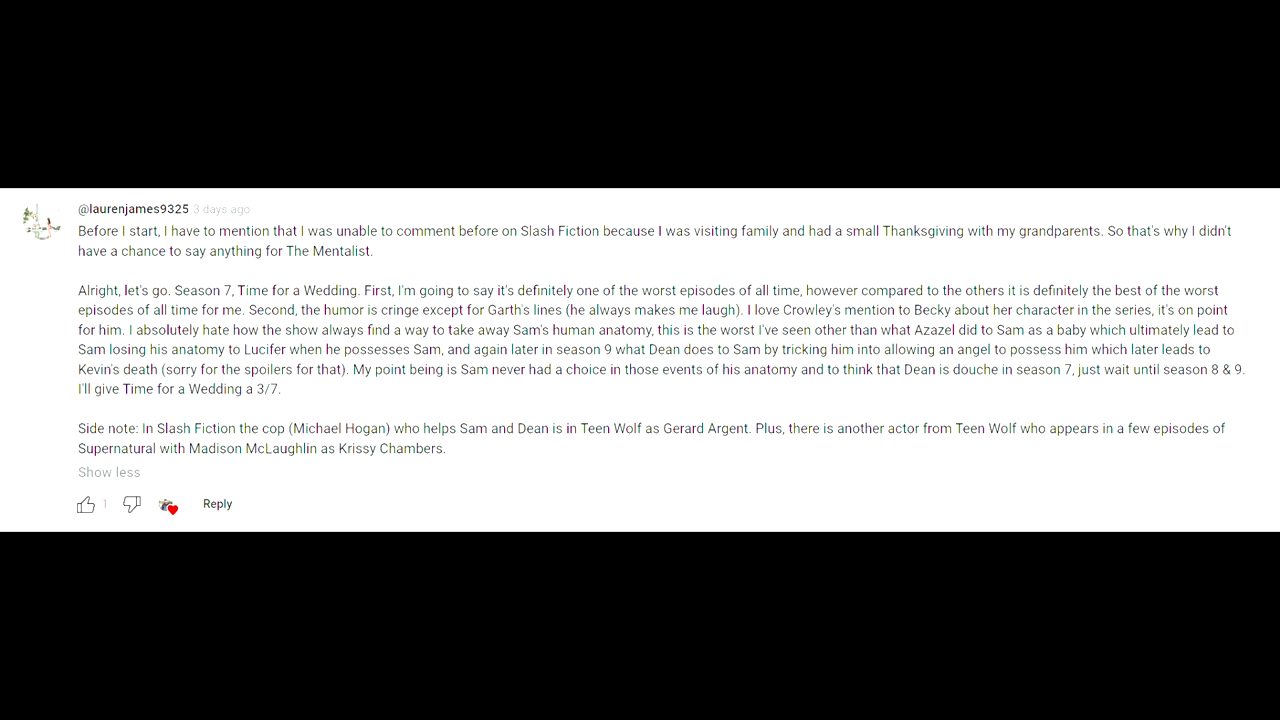 @laurenjames9325 3 days ago
Before I start, I have to mention that I was unable to comment before on Slash Fiction because I was visiting family and had a small Thanksgiving with my grandparents. So that's why I didn't
have a chance to say anything for The Mentalist.
Alright, let's go. Season 7, Time for a Wedding. First, I'm going to say it's definitely one of the worst episodes of all time, however compared to the others it is definitely the best of the worst
episodes of all time for me. Second, the humor is cringe except for Garth's lines (he always makes me laugh). I love Crowley's mention to Becky about her character in the series, it's on point
for him. I absolutely hate how the show always find a way to take away Sam's human anatomy, this is the worst I've seen other than what Azazel did to Sam as a baby which ultimately lead to
Sam losing his anatomy to Lucifer when he possesses Sam, and again later in season 9 what Dean does to Sam by tricking him into allowing an angel to possess him which later leads to
Kevin's death (sorry for the spoilers for that). My point being is Sam never had a choice in those events of his anatomy and to think that Dean is douche in season 7, just wait until season 8 & 9.
I'll give Time for a Wedding a 3/7.
Side note: In Slash Fiction the cop (Michael Hogan) who helps Sam and Dean is in Teen Wolf as Gerard Argent. Plus, there is another actor from Teen Wolf who appears in a few episodes of
Supernatural with Madison McLaughlin as Krissy Chambers.
Show less
1 Reply